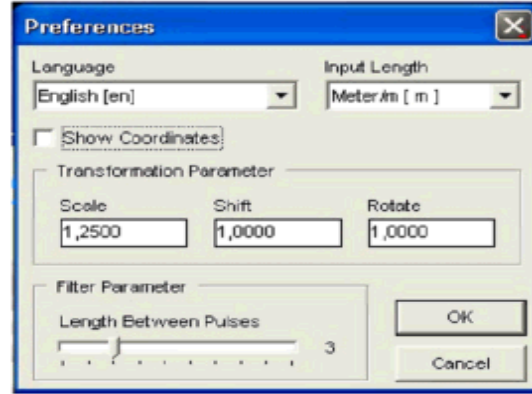 Preferences
Language
Input Length
English [en]
Meter/m [ m ]
Show Coordinates
Transformation Parameter
Scale
Shift
Rotate
1,2500
1,0000
1,0000
Filter Parameter
Length Between Pulses
3
OK
Cancel